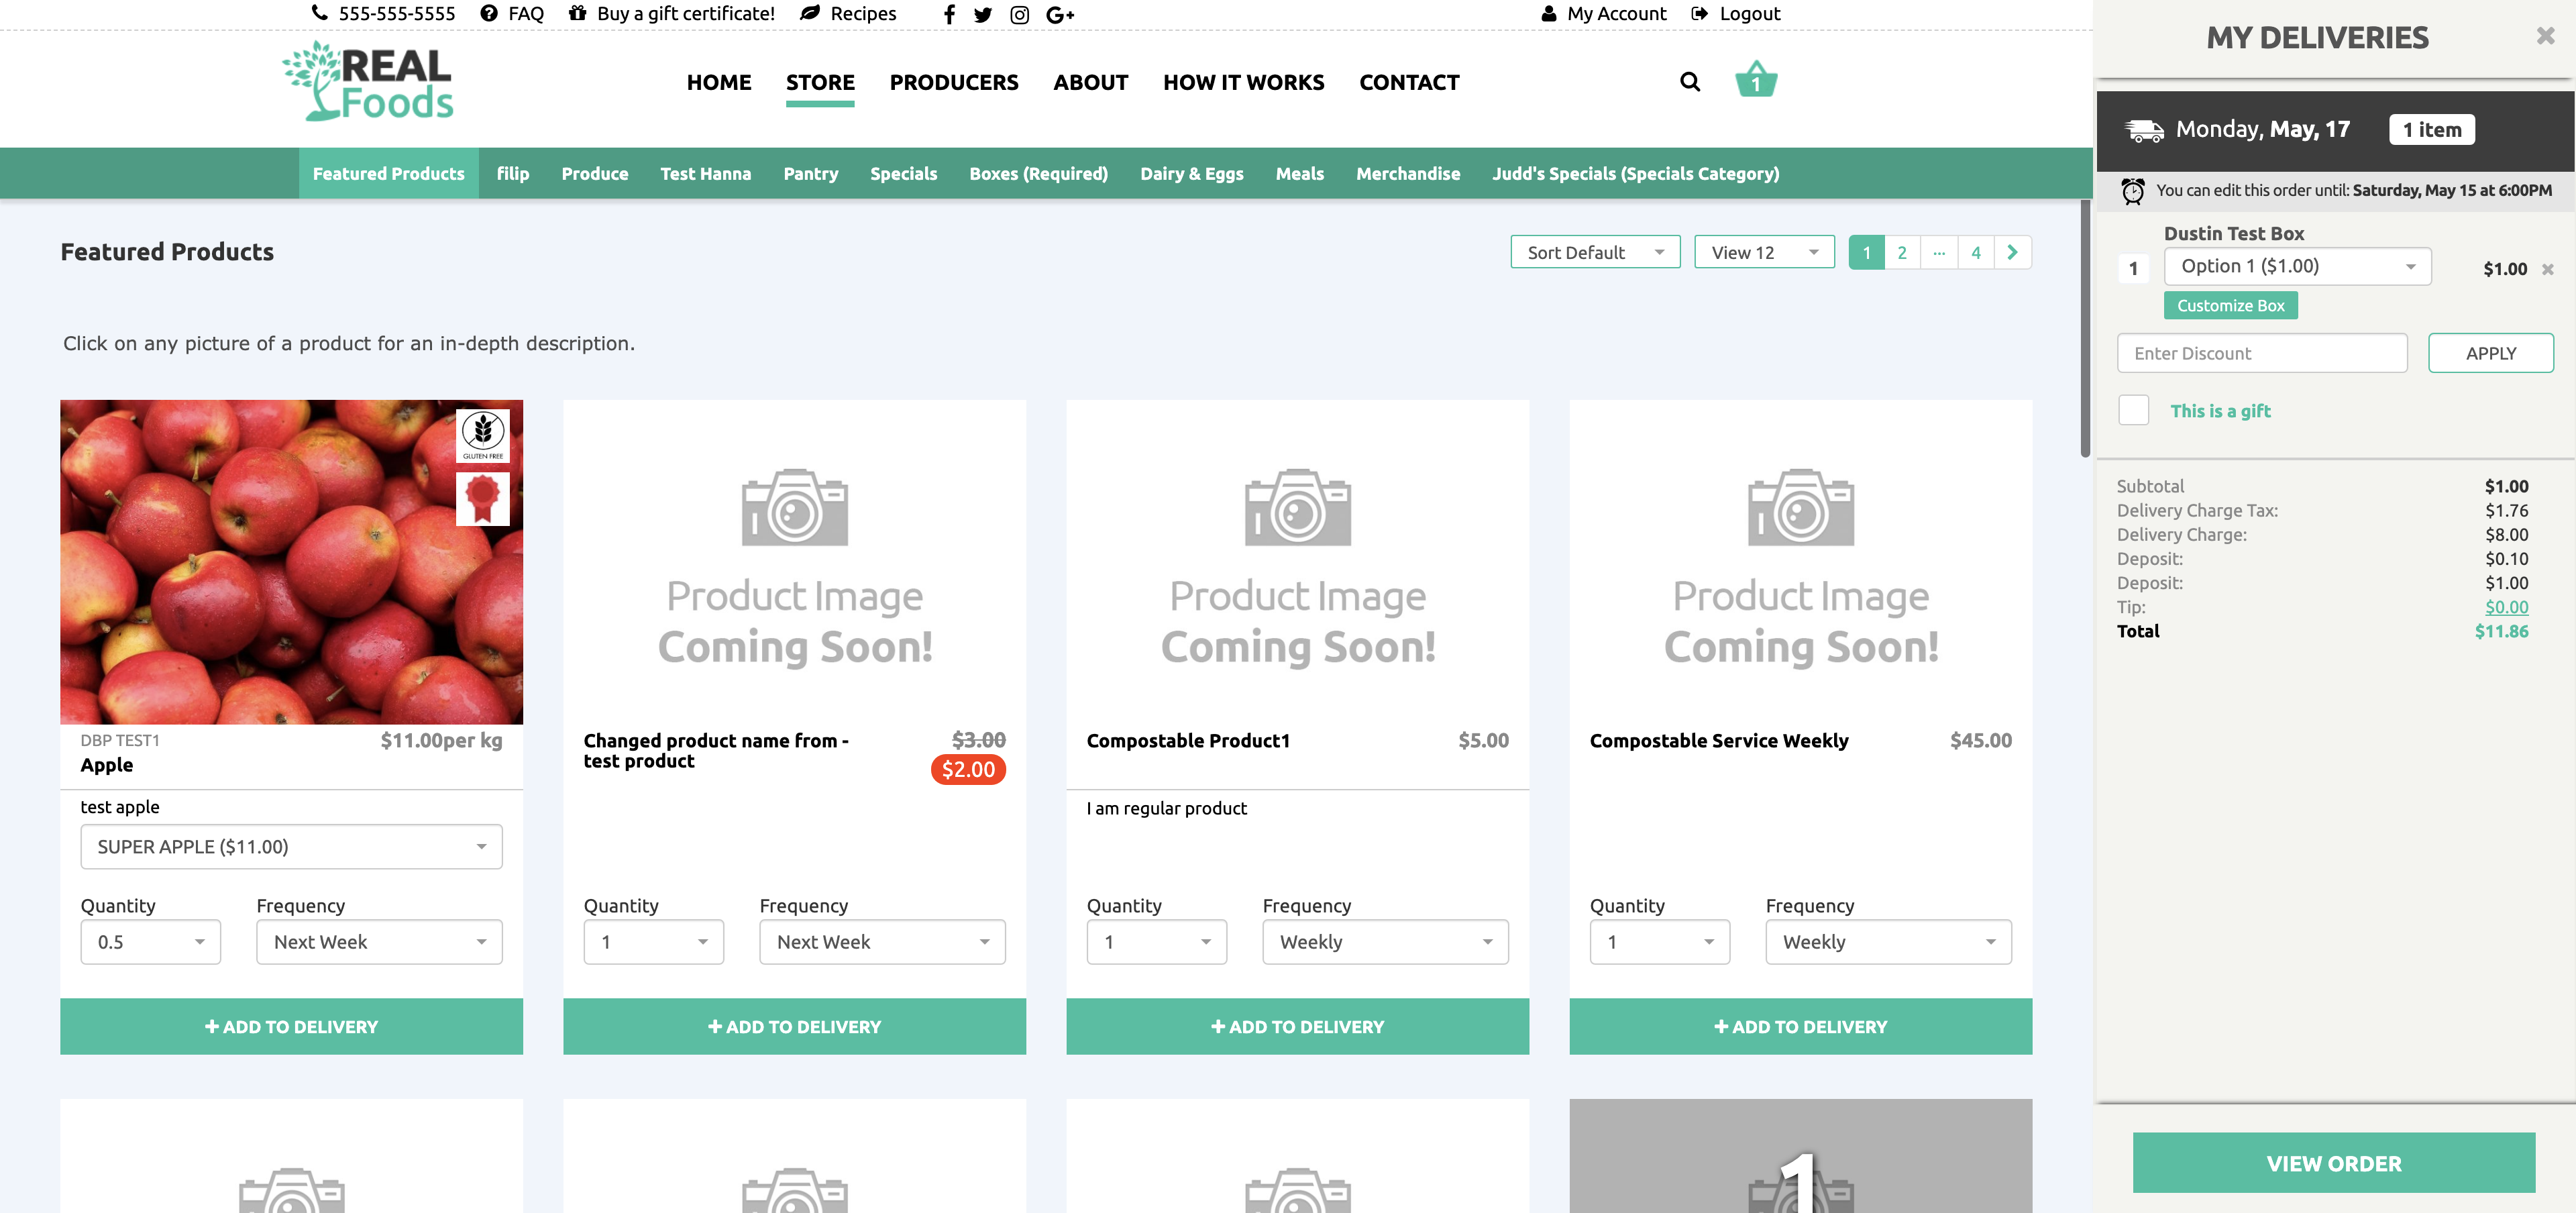 555-555-5555 FAQ Buy a gift certificate! Recipes My Account Logout
REAL
Foods
HOME STORE PRODUCERS ABOUT HOW IT WORKS CONTACT
1
Featured Products filip Produce Test Hanna Pantry Specials Boxes (Required) Dairy & Eggs Meals Merchandise Judd's Specials (Specials Category)
Featured Products
Sort Default View 12 1 2 ... 4
Click on any picture of a product for an in-depth description.
GLUTEN FREE
DBP TEST1 $11.00per kg
Apple
test apple
SUPER APPLE ($11.00)
Quantity Frequency
0.5 Next Week
+ ADD TO DELIVERY
Product Image
Coming Soon!
Changed product name from - $3.00
test product $2.00
Quantity Frequency
1 Next Week
+ ADD TO DELIVERY
Product Image
Coming Soon!
Compostable Product1 $5.00
I am regular product
Quantity Frequency
1 Weekly
+ ADD TO DELIVERY
Product Image
Coming Soon!
Compostable Service Weekly $45.00
Quantity Frequency
1 Weekly
+ ADD TO DELIVERY
1
MY DELIVERIES
Monday, May, 17 1 item
You can edit this order until: Saturday, May 15 at 6:00PM
Dustin Test Box
1 Option 1 ($1.00) $1.00
Customize Box
Enter Discount APPLY
This is a gift
Subtotal $1.00
Delivery Charge Tax: $1.76
Delivery Charge: $8.00
Deposit: $0.10
Deposit: $1.00
Tip: $0.00
Total $11.86
VIEW ORDER